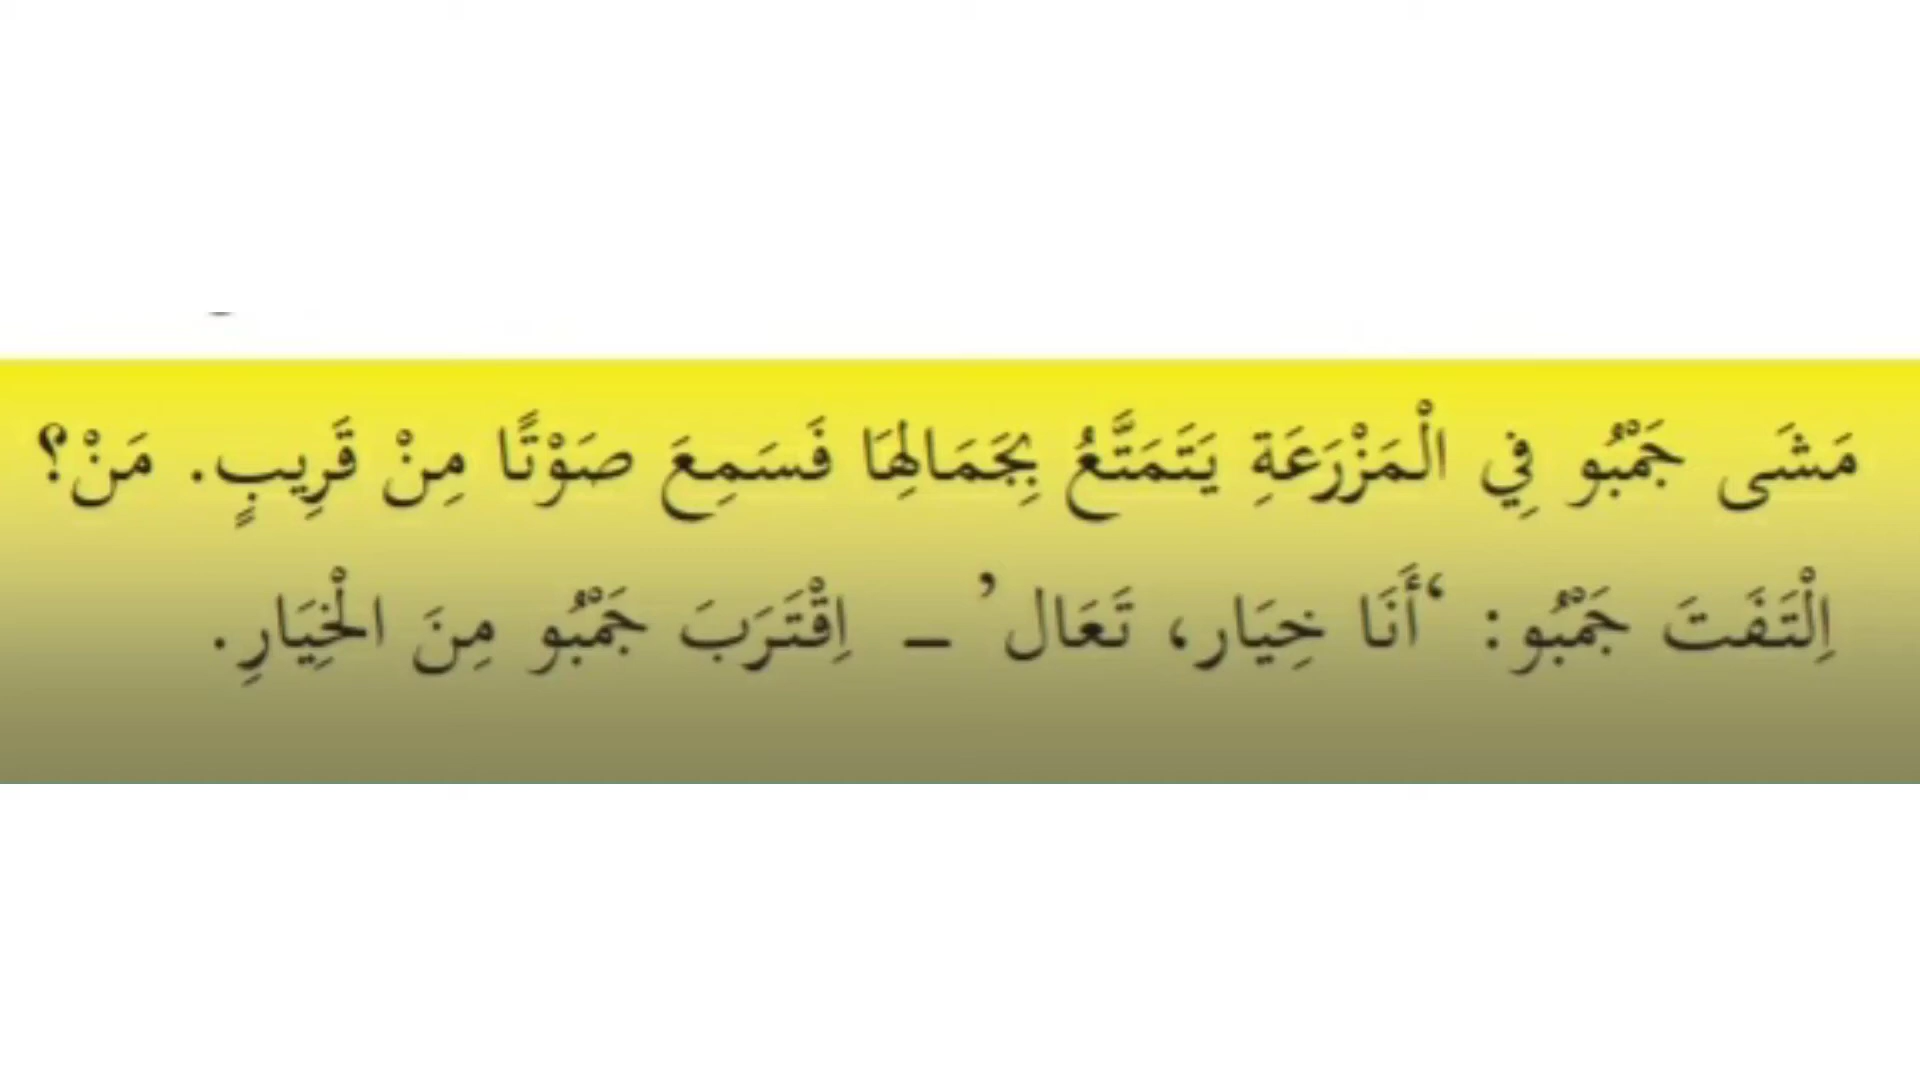 مَشَى جَمْبُو فِي الْمَزْرَعَةِ يَتَمَتَّعُ بِجَمَالِهَا فَسَمِعَ صَوْتًا مِنْ قَرِيبٍ. مَنْ؟
اِلْتَفَتَ جَمْبُو: ‘أَنَا خِيَار، تَعَال’ ـ اِقْتَرَبَ جَمْبُو مِنَ الْخِيَارِ.